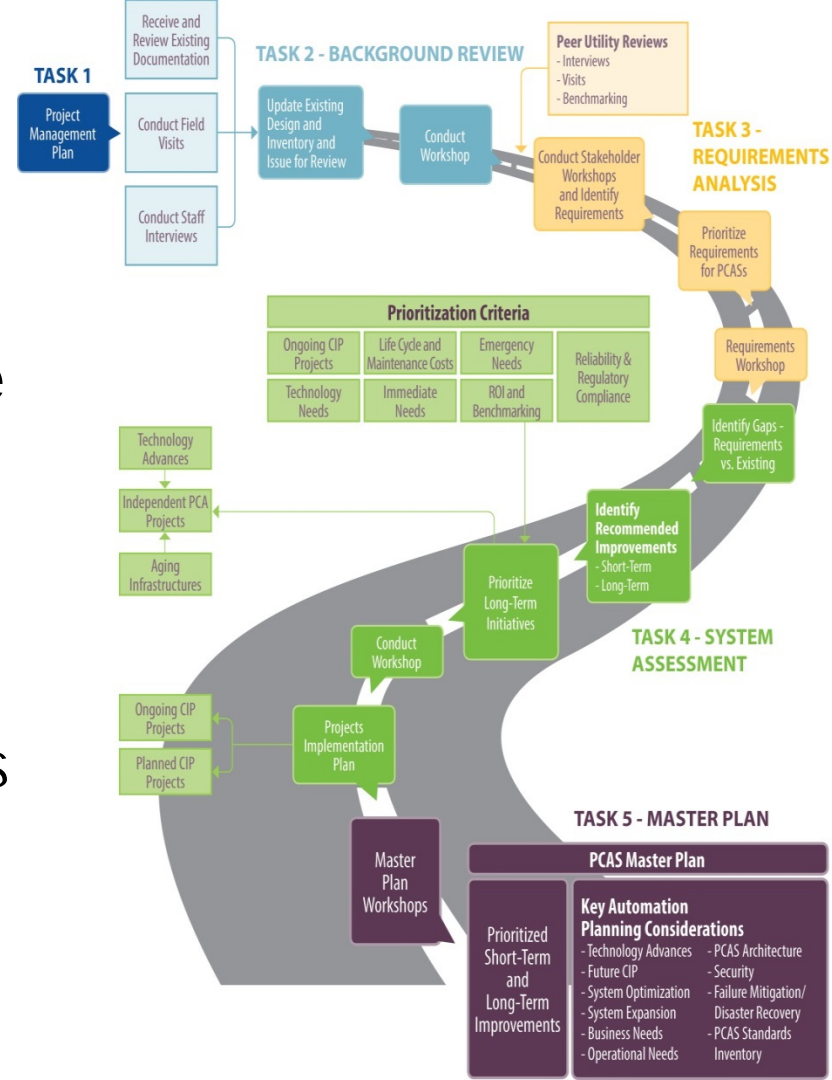 TASK 1
Project
Management
Plan
Receive and
Review Existing
Documentation
Conduct Field
Visits
Conduct Staff
Interviews
TASK 2 - BACKGROUND REVIEW
Update Existing
Design and
Inventory and
Issue for Review
Conduct
Workshop
Peer Utility Reviews
- Interviews
- Visits
- Benchmarking
TASK 3 -
REQUIREMENTS
ANALYSIS
Conduct Stakeholder
Workshops
and Identify
Requirements
Prioritize
Requirements
for PCASs
Requirements
Workshop
Prioritization Criteria
Ongoing CIP
Projects
Life Cycle and
Maintenance Costs
Emergency
Needs
Reliability &
Regulatory
Compliance
Technology
Needs
Immediate
Needs
ROI and
Benchmarking
e
Identify Gaps -
Requirements
vs. Existing
Technology
Advances
Independent PCA
Projects
Aging
Infrastructures
Identify
Recommended
Improvements
- Short-Term
- Long-Term
Prioritize
Long-Term
Initiatives
TASK 4 - SYSTEM
ASSESSMENT
Conduct
Workshop
Ongoing CIP
Projects
Planned CIP
Projects
Projects
Implementation
Plan
s
TASK 5 - MASTER PLAN
Master
Plan
Workshops
PCAS Master Plan
Prioritized
Short-Term
and
Long-Term
Improvements
Key Automation
Planning Considerations
- Technology Advances
- Future CIP
- System Optimization
- System Expansion
- Business Needs
- Operational Needs
- PCAS Architecture
- Security
- Failure Mitigation/
Disaster Recovery
- PCAS Standards
Inventory